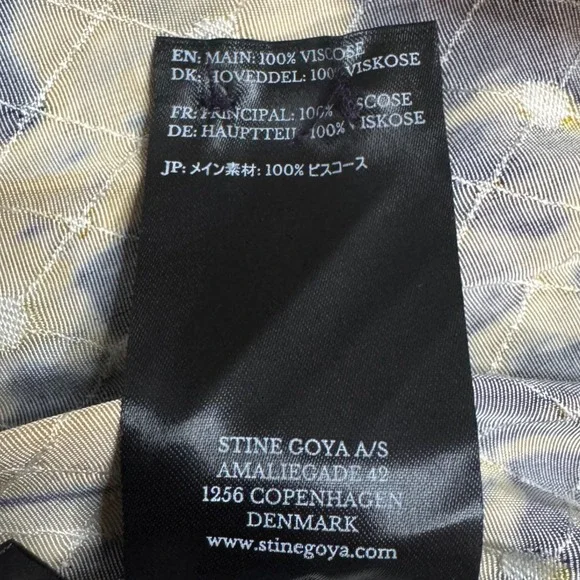 EN: MAIN: 100% VISCOSE
DK: HOVEDDEL: 100% VISKOSE
FR: PRINCIPAL: 100% VISCOSE
DE: HAUPTTEIL 100% VISKOSE
JP: メイン素材: 100% ビスコース
STINE GOYA A/S
AMALIEGADE 42
1256 COPENHAGEN
DENMARK
www.stinegoya.com